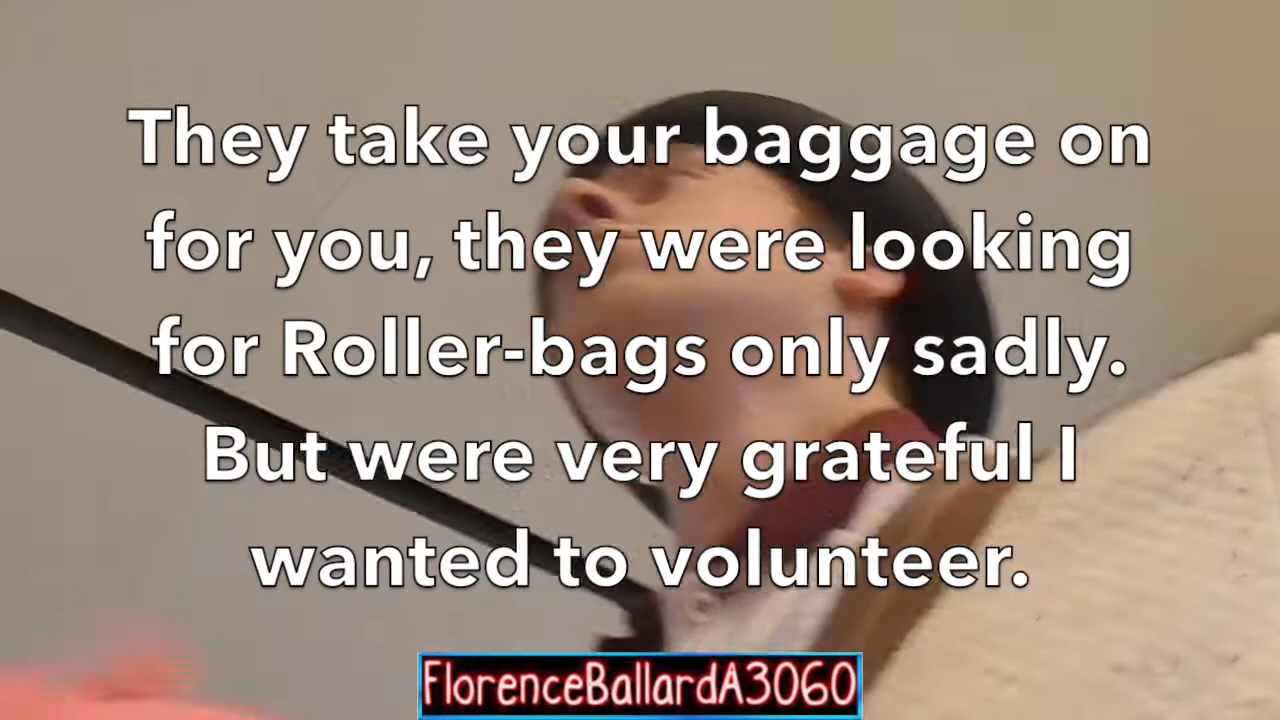 They take your baggage on
for you, they were looking
for Roller-bags only sadly.
But were very grateful I
wanted to volunteer.
FlorenceBallardA3060